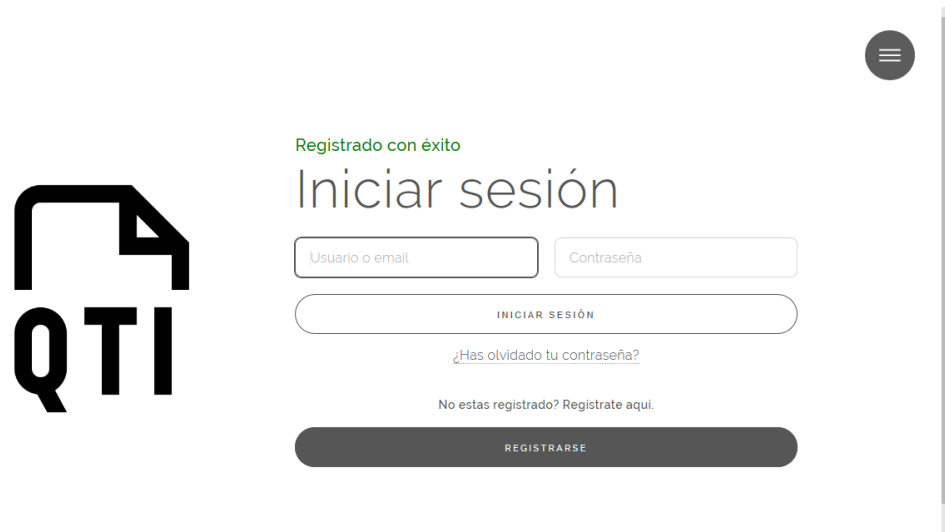 Registrado con éxito
Iniciar sesión
Usuario o email
Contraseña
INICIAR SESIÓN
¿Has olvidado tu contraseña?
No estas registrado? Regístrate aquí.
REGISTRARSE
QTI